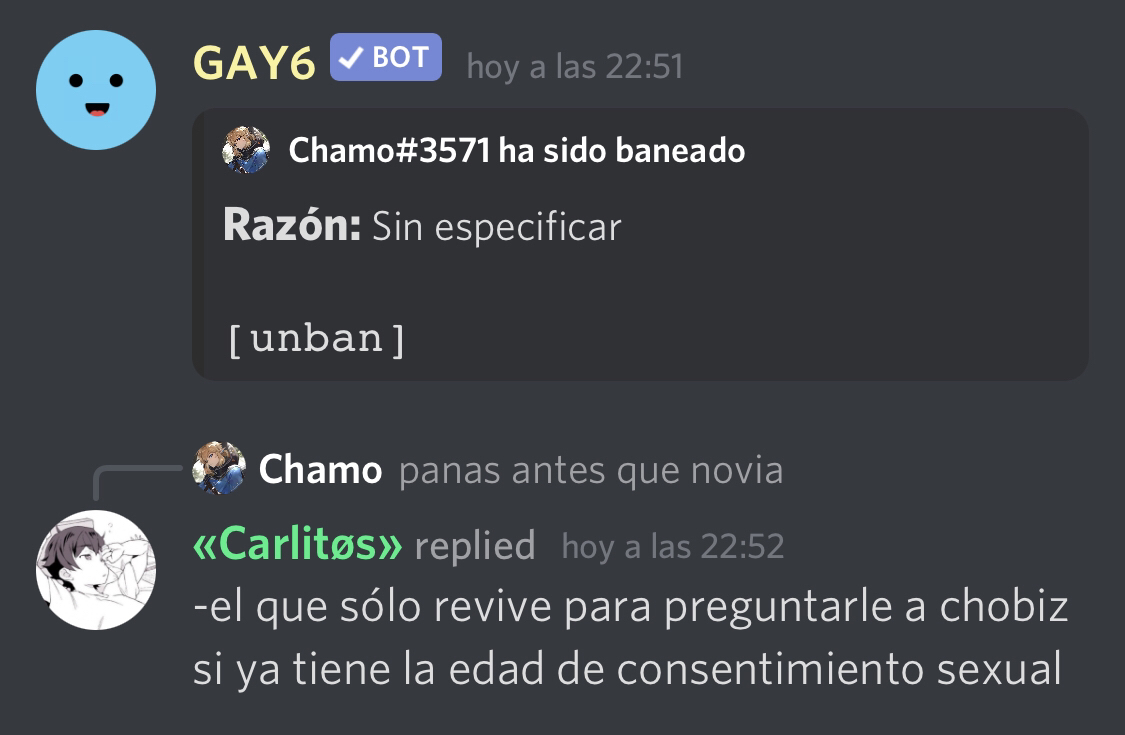 GAY6 ✓ BOT hoy a las 22:51
Chamo#3571 ha sido baneado
Razón: Sin especificar
[unban]
Chamo panas antes que novia
«Carlitøs» replied hoy a las 22:52
-el que sólo revive para preguntarle a chobiz
si ya tiene la edad de consentimiento sexual